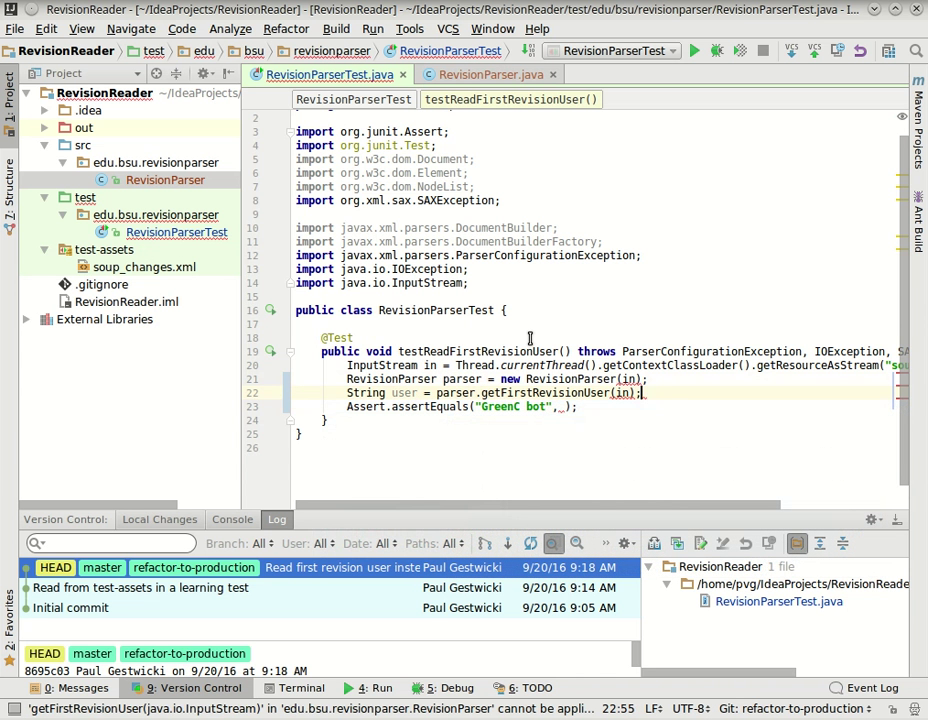 RevisionReader - [~/IdeaProjects/RevisionReader] - [RevisionReader] - ~/IdeaProjects/RevisionReader/test/edu/bsu/revisionparser/RevisionParserTest.java - I...
File Edit View Navigate Code Analyze Refactor Build Run Tools VCS Window Help
RevisionReader test edu bsu revisionparser RevisionParserTest RevisionParserTest VCS VCS
Project RevisionParserTest.java RevisionParser.java
RevisionParserTest testReadFirstRevisionUser()
1: Project
7: Structure
Favorites
Maven Projects
Ant Build
RevisionReader ~/IdeaProjects/
.idea
out
src
edu.bsu.revisionparser
RevisionParser
test
edu.bsu.revisionparser
RevisionParserTest
test-assets
soup_changes.xml
.gitignore
RevisionReader.iml
External Libraries
2
3 import org.junit.Assert;
4 import org.junit.Test;
5 import org.w3c.dom.Document;
6 import org.w3c.dom.Element;
7 import org.w3c.dom.NodeList;
8 import org.xml.sax.SAXException;
9
10 import javax.xml.parsers.DocumentBuilder;
11 import javax.xml.parsers.DocumentBuilderFactory;
12 import javax.xml.parsers.ParserConfigurationException;
13 import java.io.IOException;
14 import java.io.InputStream;
15
16 public class RevisionParserTest {
17
18 @Test
19 public void testReadFirstRevisionUser() throws ParserConfigurationException, IOException, SA
20 InputStream in = Thread.currentThread().getContextClassLoader().getResourceAsStream("sou
21 RevisionParser parser = new RevisionParser(in);
22 String user = parser.getFirstRevisionUser(in);
23 Assert.assertEquals("GreenC bot", );
24 }
25 }
26
Version Control: Local Changes Console Log
Branch: All User: All Date: All Paths: All
HEAD master refactor-to-production Read first revision user inste Paul Gestwicki 9/20/16 9:18 AM
Read from test-assets in a learning test Paul Gestwicki 9/20/16 9:14 AM
Initial commit Paul Gestwicki 9/20/16 9:05 AM
RevisionReader 1 file
/home/pvg/IdeaProjects/RevisionReade
RevisionParserTest.java
HEAD master refactor-to-production
8695c03 Paul Gestwicki on 9/20/16 at 9:18 AM
0: Messages 9: Version Control Terminal 4: Run 5: Debug 6: TODO Event Log
'getFirstRevisionUser(java.io.InputStream)' in 'edu.bsu.revisionparser.RevisionParser' cannot be appli... 22:55 LF÷ UTF-8÷ Git: refactor-to-production÷